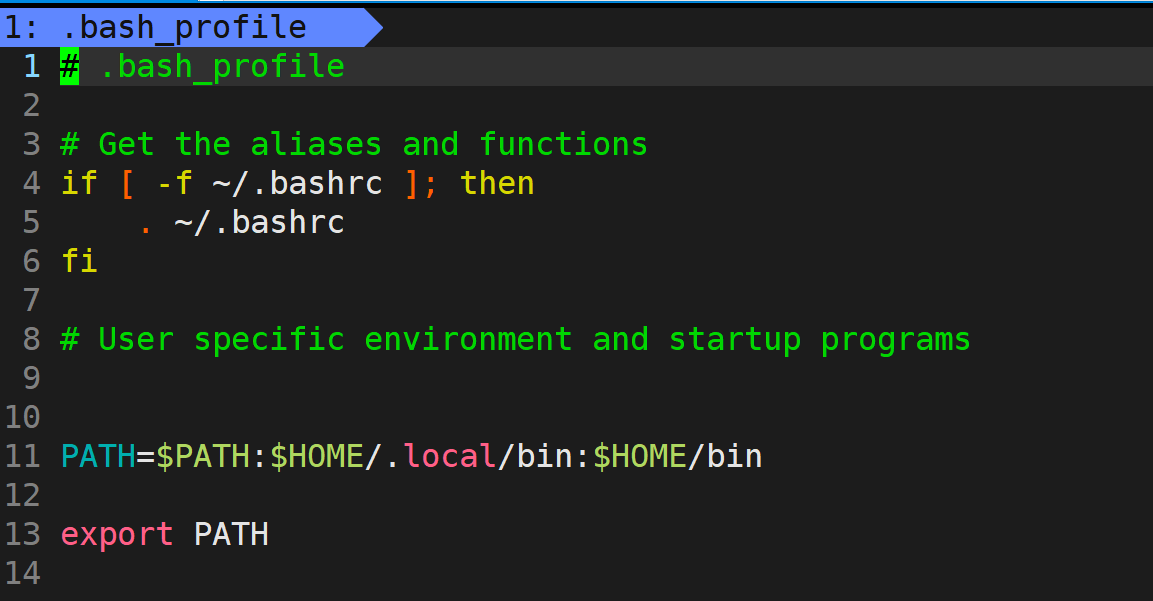 1: .bash_profile
1 # .bash_profile
2
3 # Get the aliases and functions
4 if [ -f ~/.bashrc ]; then
5     . ~/.bashrc
6 fi
7
8 # User specific environment and startup programs
9
10
11 PATH=$PATH:$HOME/.local/bin:$HOME/bin
12
13 export PATH
14